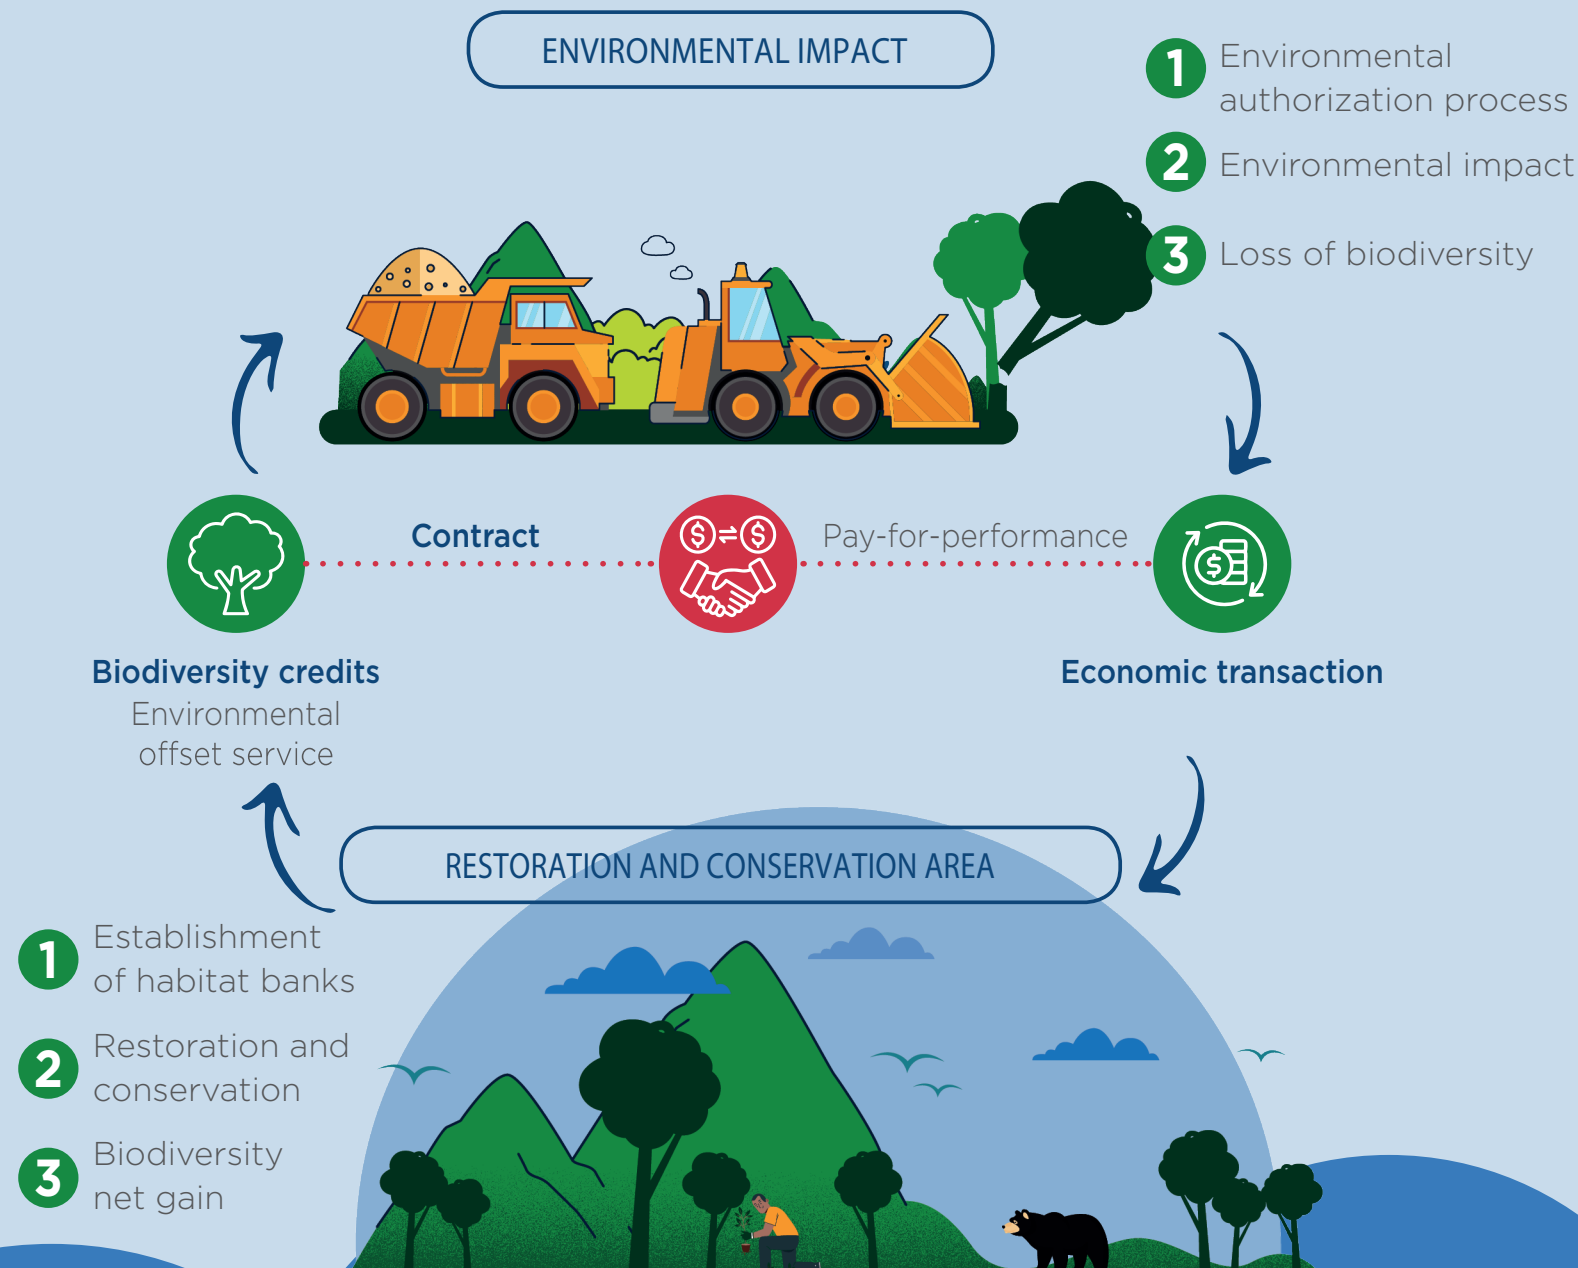 ENVIRONMENTAL IMPACT
1 Environmental
authorization process
2 Environmental impact
3 Loss of biodiversity
Contract
$ $
Pay-for-performance
$
Biodiversity credits
Environmental
offset service
Economic transaction
RESTORATION AND CONSERVATION AREA
1 Establishment
of habitat banks
2 Restoration and
conservation
3 Biodiversity
net gain